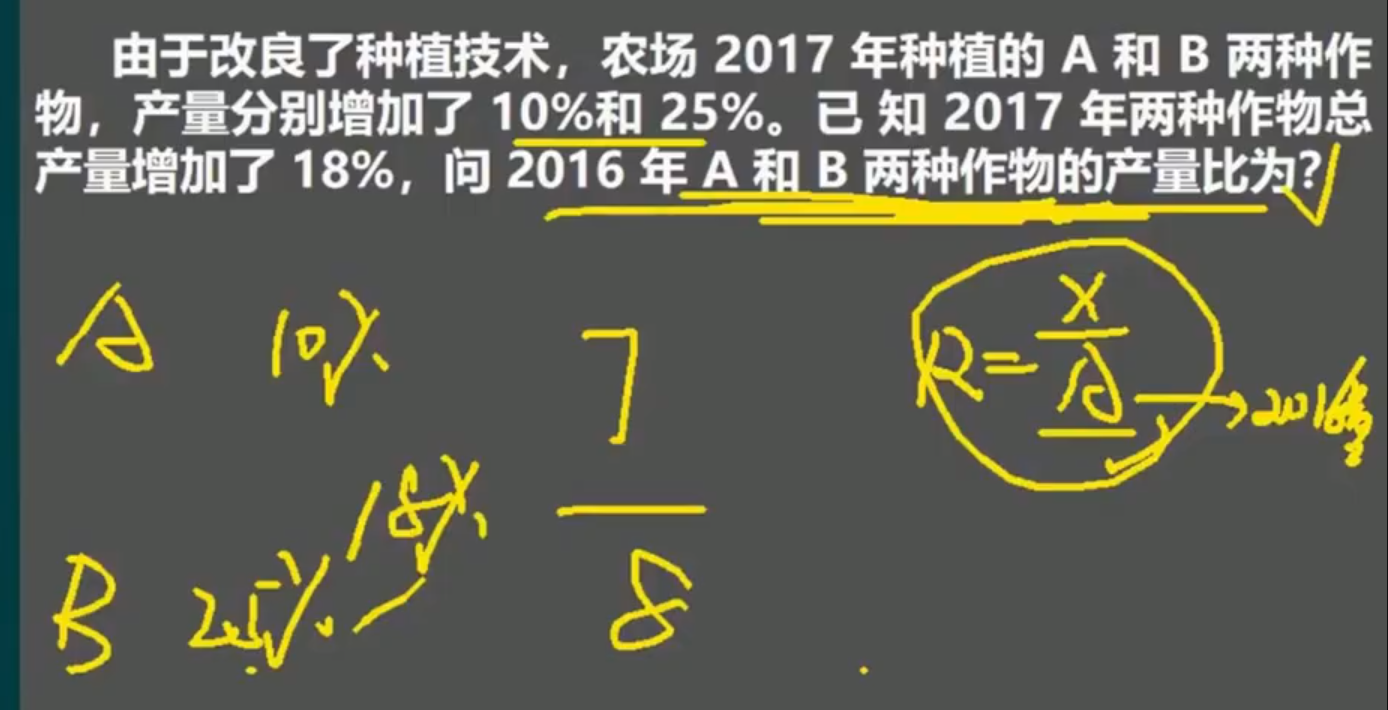 由于改良了种植技术，农场 2017 年种植的 A 和 B 两种作
物，产量分别增加了 10%和 25%。已 知 2017 年两种作物总
产量增加了 18%，问 2016 年 A 和 B 两种作物的产量比为?
A 10% 7
R = X / A → 2016
18%
B 25% 8